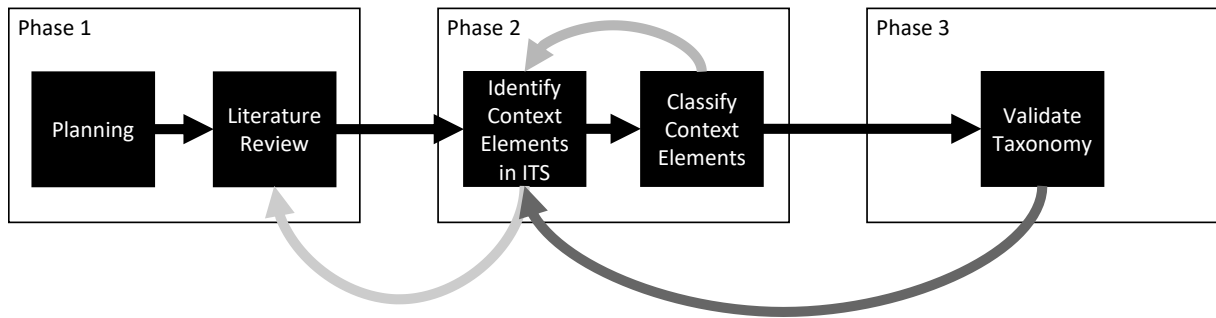 Phase 1
Planning
Literature
Review
Phase 2
Identify
Context
Elements
in ITS
Classify
Context
Elements
Phase 3
Validate
Taxonomy